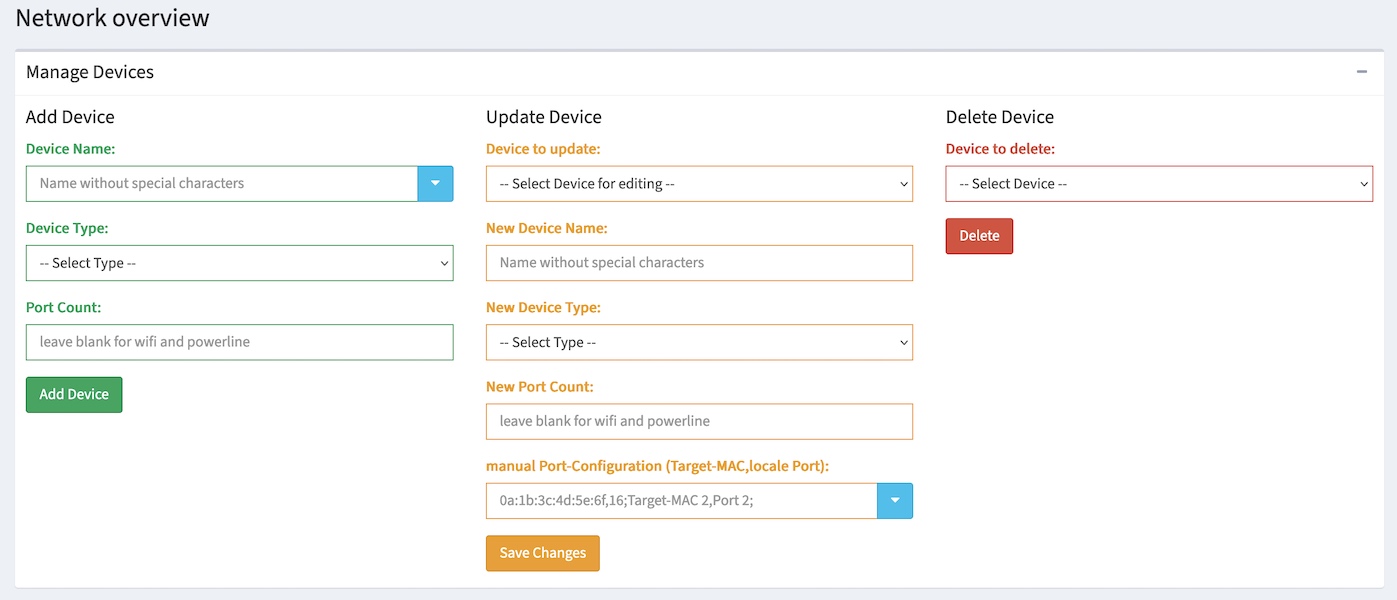 Network overview
Manage Devices
Add Device
Device Name:
Name without special characters
Device Type:
-- Select Type --
Port Count:
leave blank for wifi and powerline
Add Device
Update Device
Device to update:
-- Select Device for editing --
New Device Name:
Name without special characters
New Device Type:
-- Select Type --
New Port Count:
leave blank for wifi and powerline
manual Port-Configuration (Target-MAC,locale Port):
0a:1b:3c:4d:5e:6f,16;Target-MAC 2,Port 2;
Save Changes
Delete Device
Device to delete:
-- Select Device --
Delete